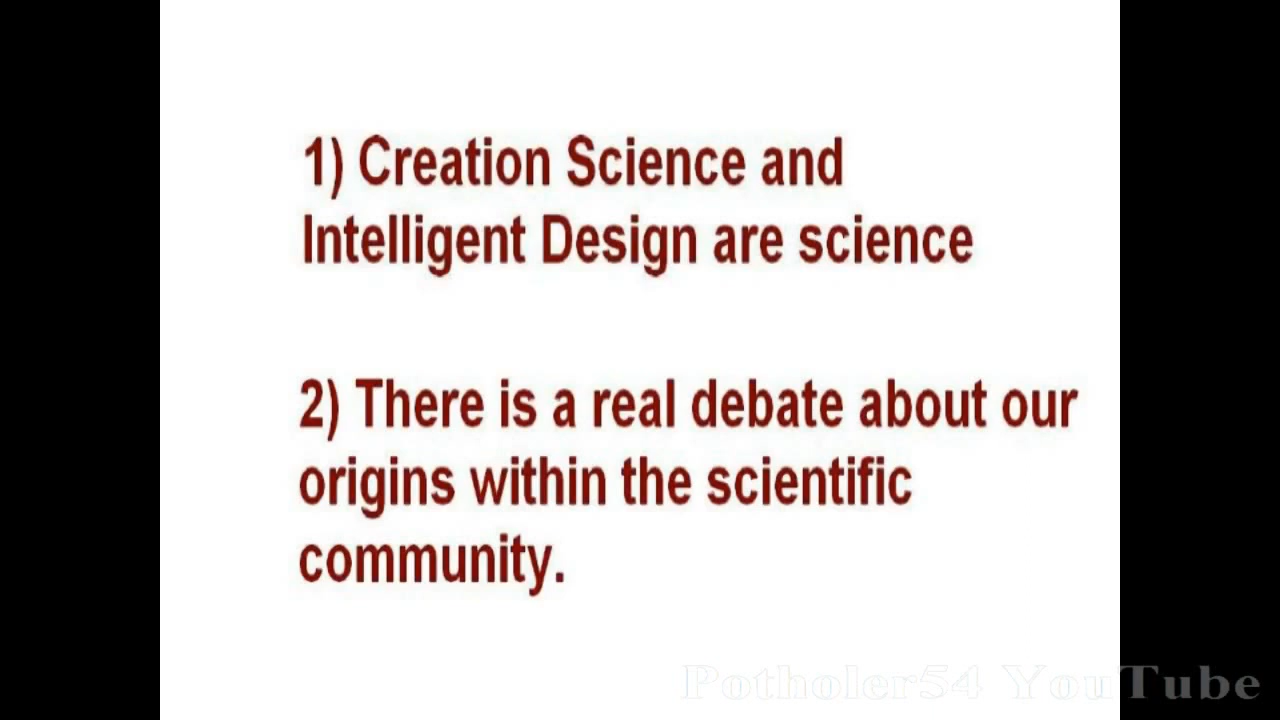 1) Creation Science and
Intelligent Design are science
2) There is a real debate about our
origins within the scientific
community.
Potholer54 YouTube